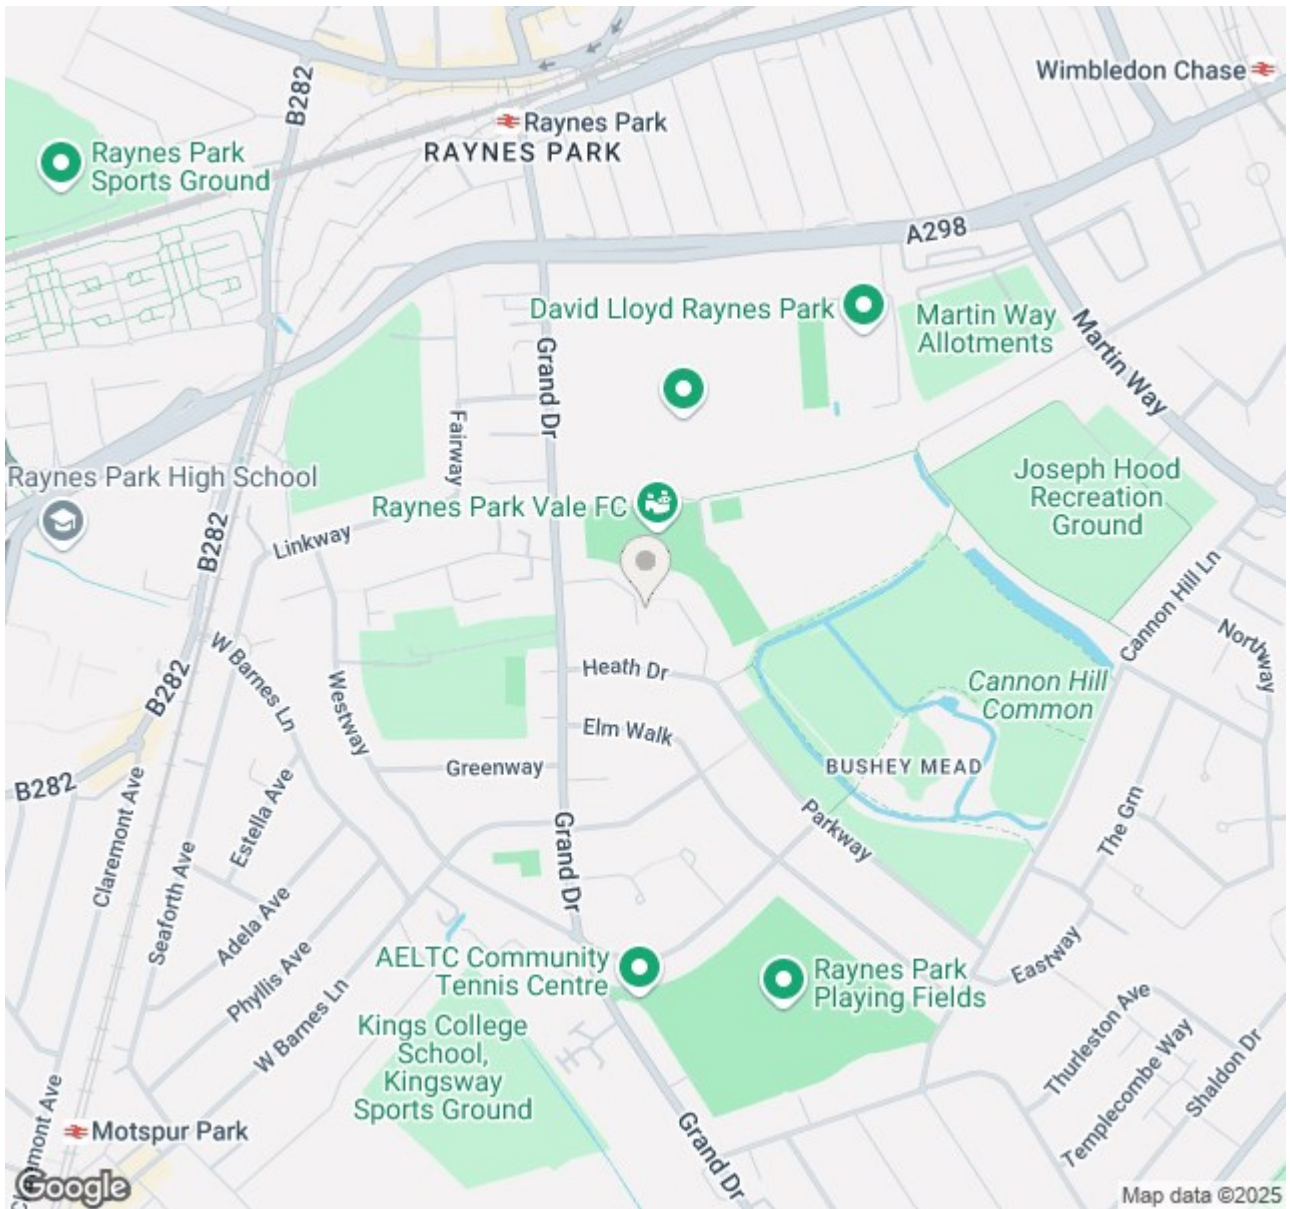 Wimbledon Chase
B282
Raynes Park
RAYNES PARK
Raynes Park
Sports Ground
A298
David Lloyd Raynes Park
Martin Way
Allotments
Martin Way
Grand Dr
Fairway
Raynes Park High School
Joseph Hood
Recreation
Ground
Raynes Park Vale FC
B282
Linkway
Cannon Hill Ln
Northway
W Barnes Ln
B282
Westway
Heath Dr
Cannon Hill
Common
Elm Walk
Greenway
BUSHEY MEAD
B282
Claremont Ave
Estella Ave
Seaforth Ave
Grand Dr
Parkway
The Grn
Adela Ave
Phyllis Ave
AELTC Community
Tennis Centre
Raynes Park
Playing Fields
Eastway
W Barnes Ln
Kings College
School,
Kingsway
Sports Ground
Thurleston Ave
Templecombe Way
Shaldon Dr
Motspur Park
Claremont Ave
Grand Dr
Google
Map data ©2025